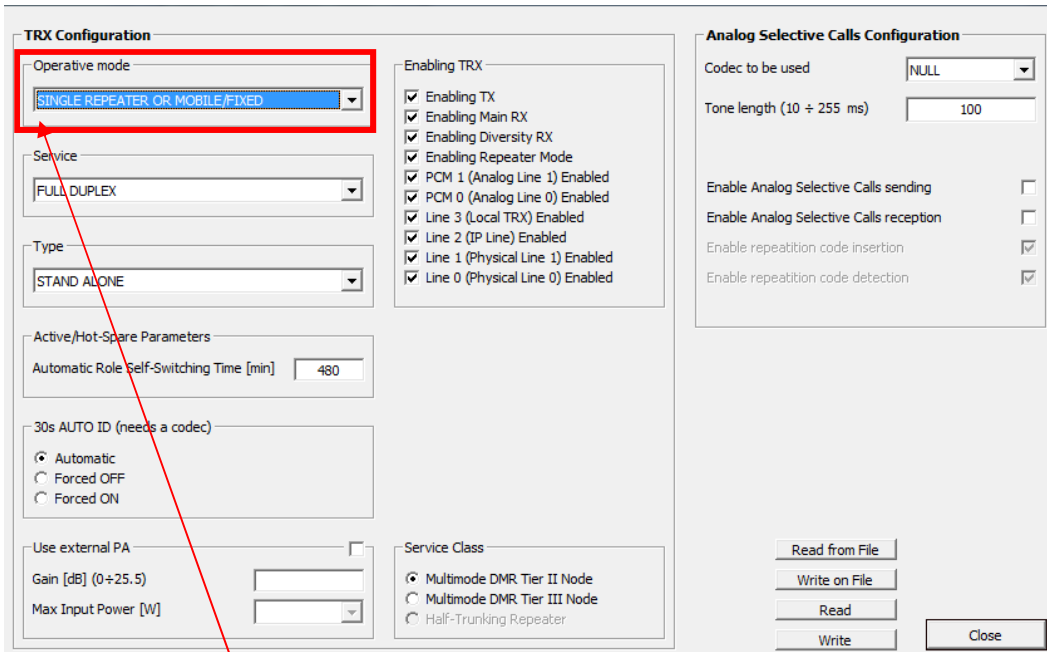 TRX Configuration
Operative mode
SINGLE REPEATER OR MOBILE/FIXED
Service
FULL DUPLEX
Type
STAND ALONE
Active/Hot-Spare Parameters
Automatic Role Self-Switching Time [min] 480
30s AUTO ID (needs a codec)
Automatic
Forced OFF
Forced ON
Use external PA
Gain [dB] (0÷25.5)
Max Input Power [W]
Enabling TRX
Enabling TX
Enabling Main RX
Enabling Diversity RX
Enabling Repeater Mode
PCM 1 (Analog Line 1) Enabled
PCM 0 (Analog Line 0) Enabled
Line 3 (Local TRX) Enabled
Line 2 (IP Line) Enabled
Line 1 (Physical Line 1) Enabled
Line 0 (Physical Line 0) Enabled
Service Class
Multimode DMR Tier II Node
Multimode DMR Tier III Node
Half-Trunking Repeater
Analog Selective Calls Configuration
Codec to be used NULL
Tone length (10 ÷ 255 ms) 100
Enable Analog Selective Calls sending
Enable Analog Selective Calls reception
Enable repeatition code insertion
Enable repeatition code detection
Read from File
Write on File
Read
Write
Close